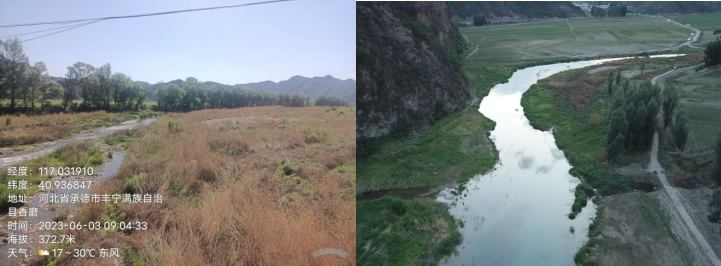 经度：117.031910
纬度：40.936847
地址：河北省承德市丰宁满族自治
县香磨
时间：2023-06-03 09:04:33
海拔：372.7米
天气：🌤 17～30℃ 东风